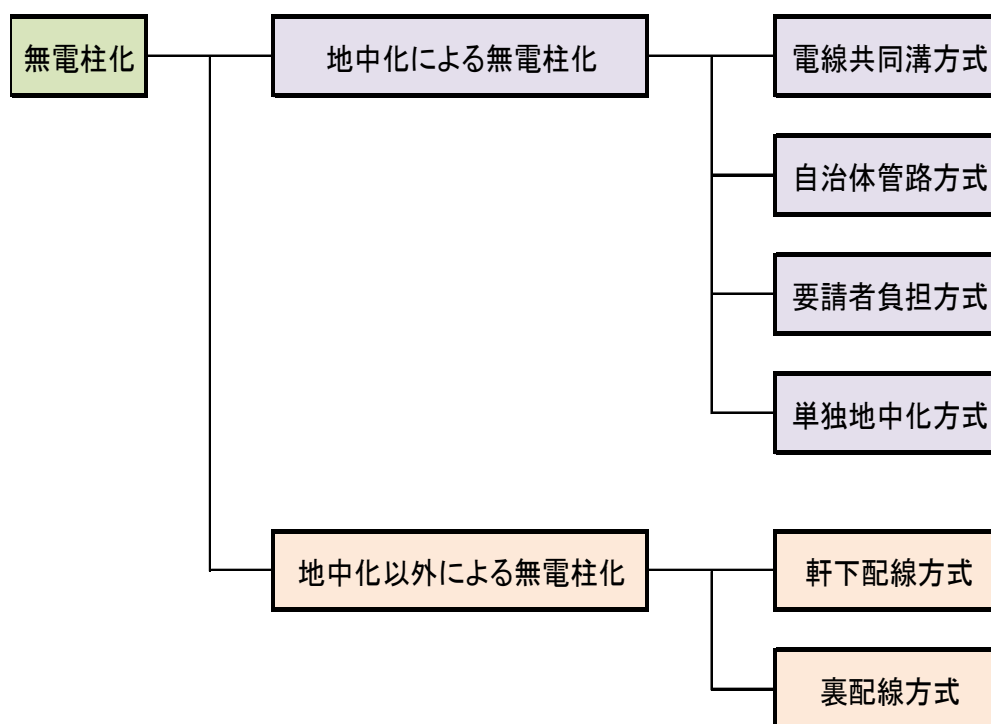 無電柱化
地中化による無電柱化
電線共同溝方式
自治体管路方式
要請者負担方式
単独地中化方式
地中化以外による無電柱化
軒下配線方式
裏配線方式